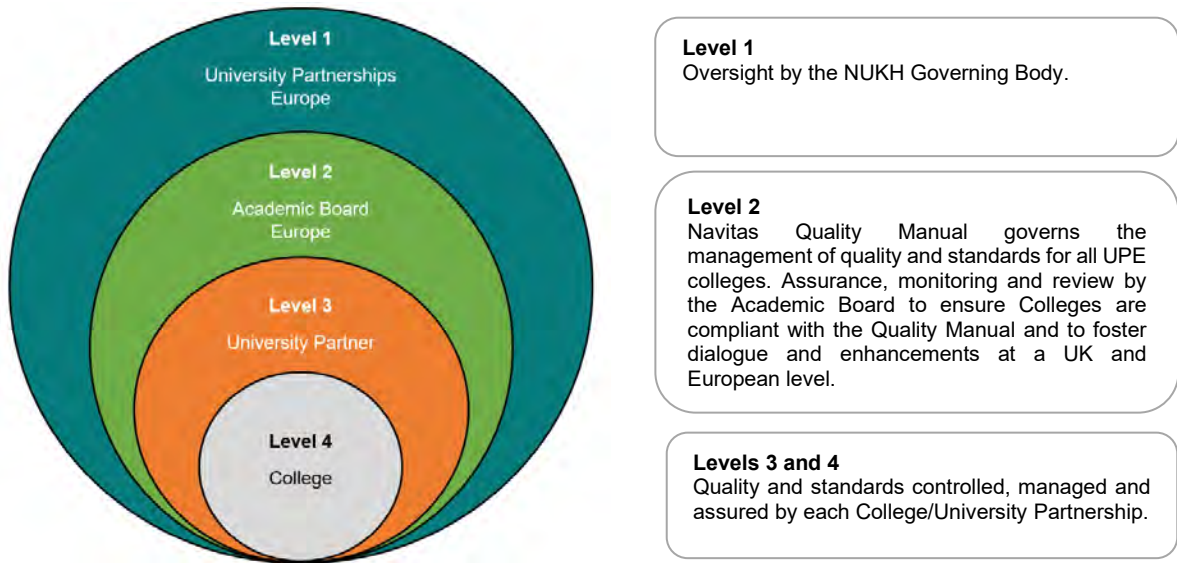 Level 1
University Partnerships
Europe
Level 2
Academic Board
Europe
Level 3
University Partner
Level 4
College
Level 1
Oversight by the NUKH Governing Body.
Level 2
Navitas Quality Manual governs the
management of quality and standards for all UPE
colleges. Assurance, monitoring and review by
the Academic Board to ensure Colleges are
compliant with the Quality Manual and to foster
dialogue and enhancements at a UK and
European level.
Levels 3 and 4
Quality and standards controlled, managed and
assured by each College/University Partnership.